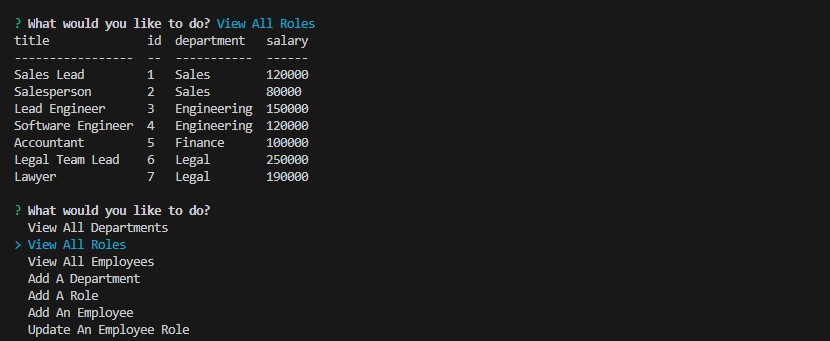 ? What would you like to do? View All Roles
title             id  department   salary
----------------- --  -----------  ------
Sales Lead        1   Sales        120000
Salesperson       2   Sales        80000
Lead Engineer     3   Engineering  150000
Software Engineer 4   Engineering  120000
Accountant        5   Finance      100000
Legal Team Lead   6   Legal        250000
Lawyer            7   Legal        190000
? What would you like to do?
View All Departments
> View All Roles
View All Employees
Add A Department
Add A Role
Add An Employee
Update An Employee Role